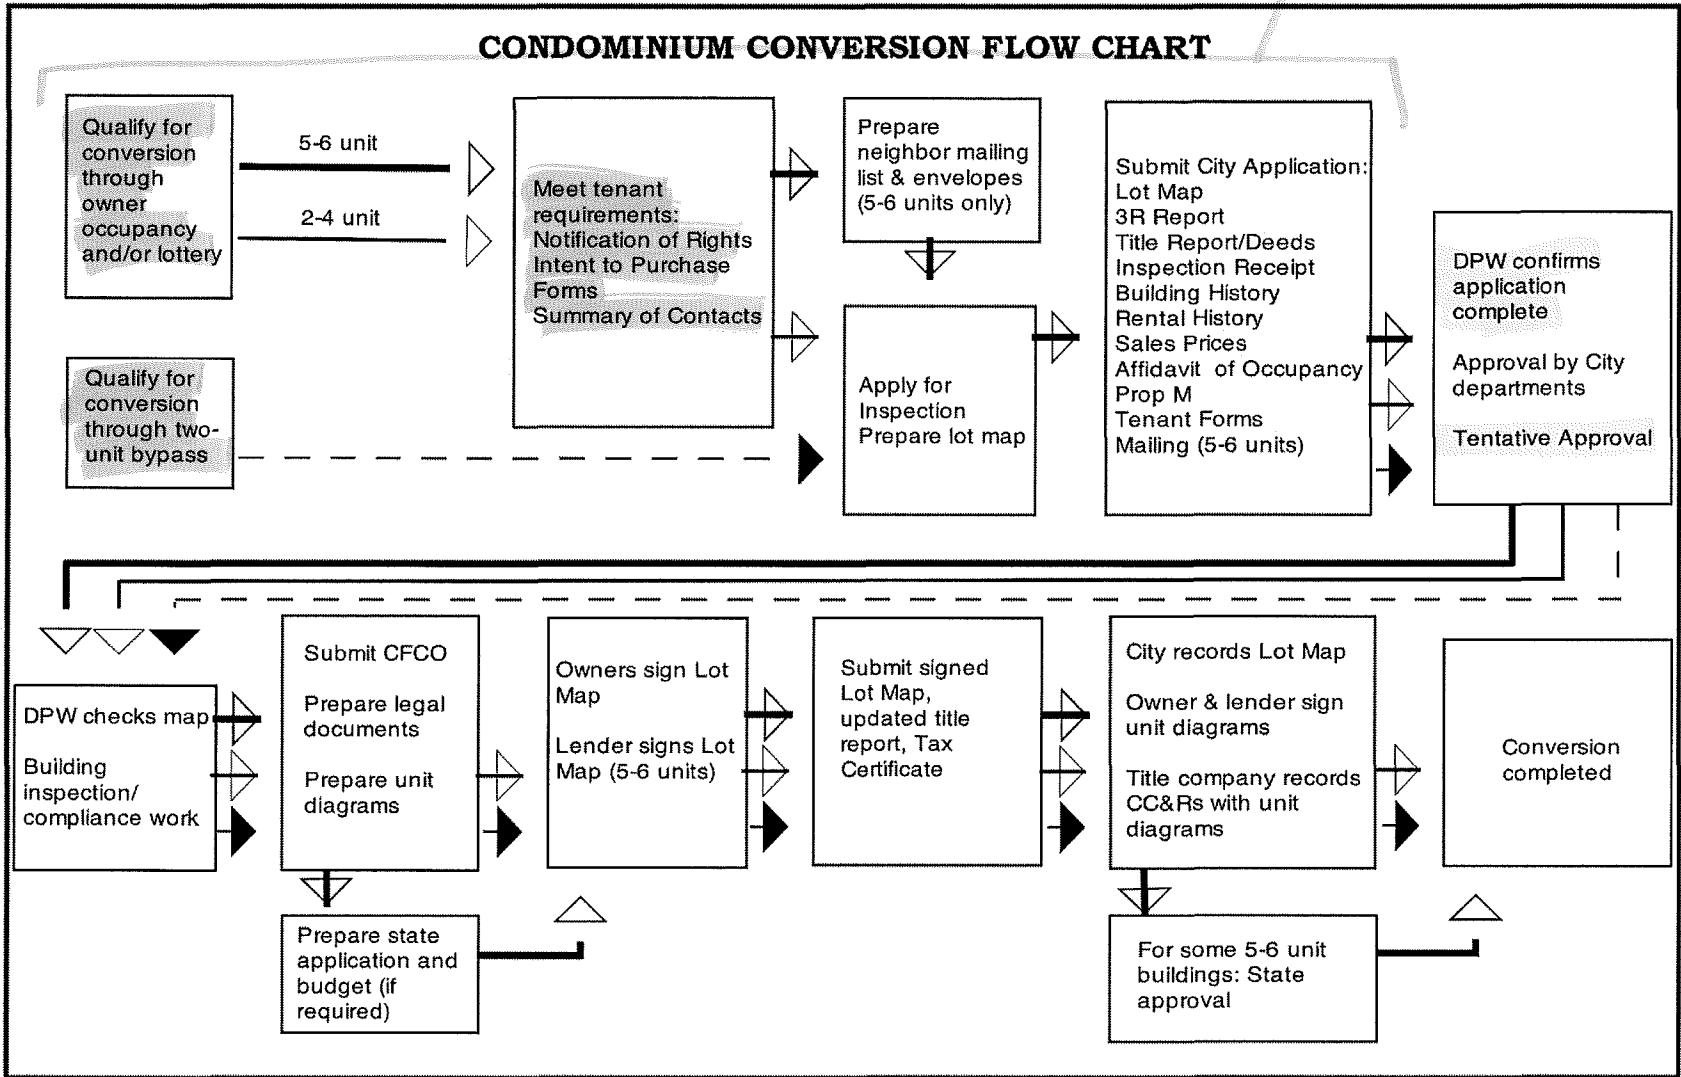 CONDOMINIUM CONVERSION FLOW CHART
Qualify for
conversion
through
owner
occupancy
and/or lottery
5-6 unit
2-4 unit
Meet tenant
requirements:
Notification of Rights
Intent to Purchase
Forms
Summary of Contacts
Prepare
neighbor mailing
list & envelopes
(5-6 units only)
Submit City Application:
Lot Map
3R Report
Title Report/Deeds
Inspection Receipt
Building History
Rental History
Sales Prices
Affidavit of Occupancy
Prop M
Tenant Forms
Mailing (5-6 units)
DPW confirms
application
complete
Approval by City
departments
Tentative Approval
Qualify for
conversion
through two-
unit bypass
Apply for
Inspection
Prepare lot map
DPW checks map
Building
inspection/
compliance work
Submit CFCO
Prepare legal
documents
Prepare unit
diagrams
Owners sign Lot
Map
Lender signs Lot
Map (5-6 units)
Submit signed
Lot Map,
updated title
report, Tax
Certificate
City records Lot Map
Owner & lender sign
unit diagrams
Title company records
CC&Rs with unit
diagrams
Conversion
completed
Prepare state
application and
budget (if
required)
For some 5-6 unit
buildings: State
approval